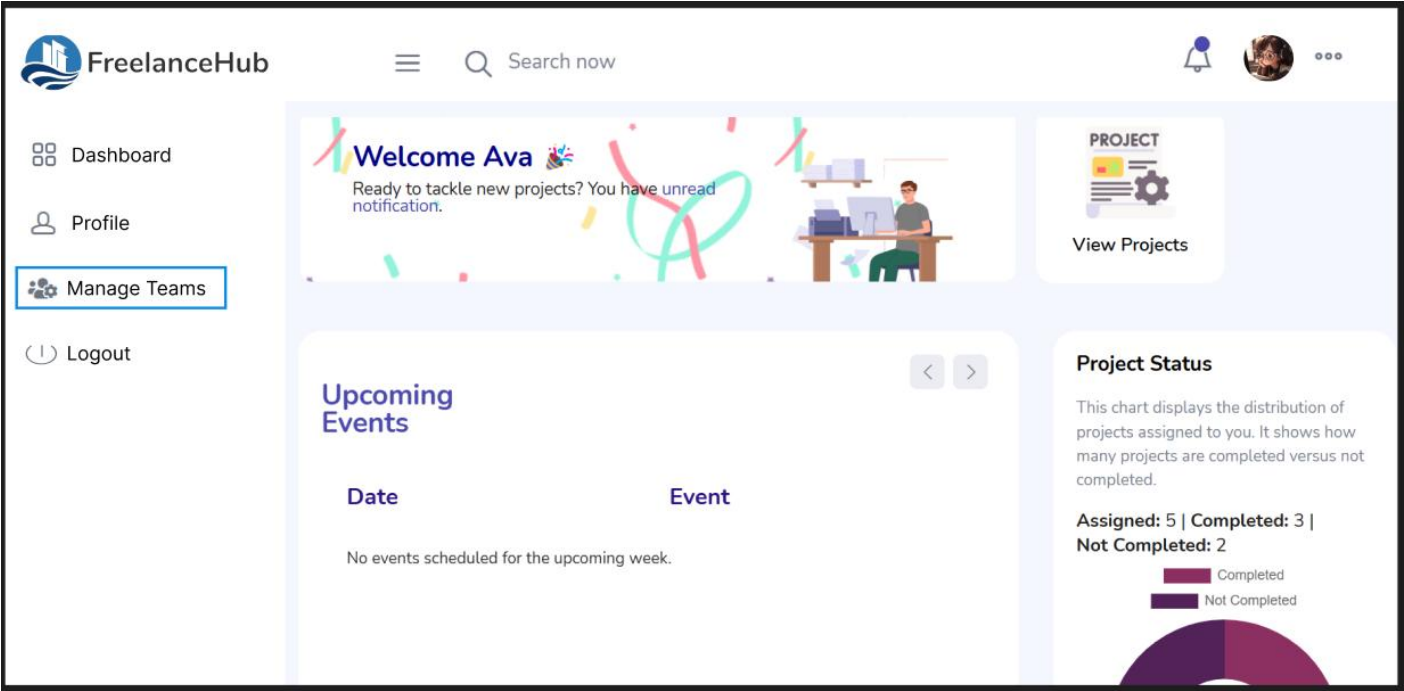 FreelanceHub
Search now
Dashboard
Profile
Manage Teams
Logout
Welcome Ava 🎉
Ready to tackle new projects? You have unread
notification.
PROJECT
View Projects
Upcoming
Events
Date
Event
No events scheduled for the upcoming week.
Project Status
This chart displays the distribution of
projects assigned to you. It shows how
many projects are completed versus not
completed.
Assigned: 5 | Completed: 3 |
Not Completed: 2
Completed
Not Completed